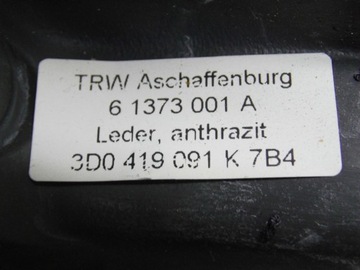 TRW Aschaffenburg
6 1373 001 A
Leder, anthrazit
3D0 419 091 K 7B4